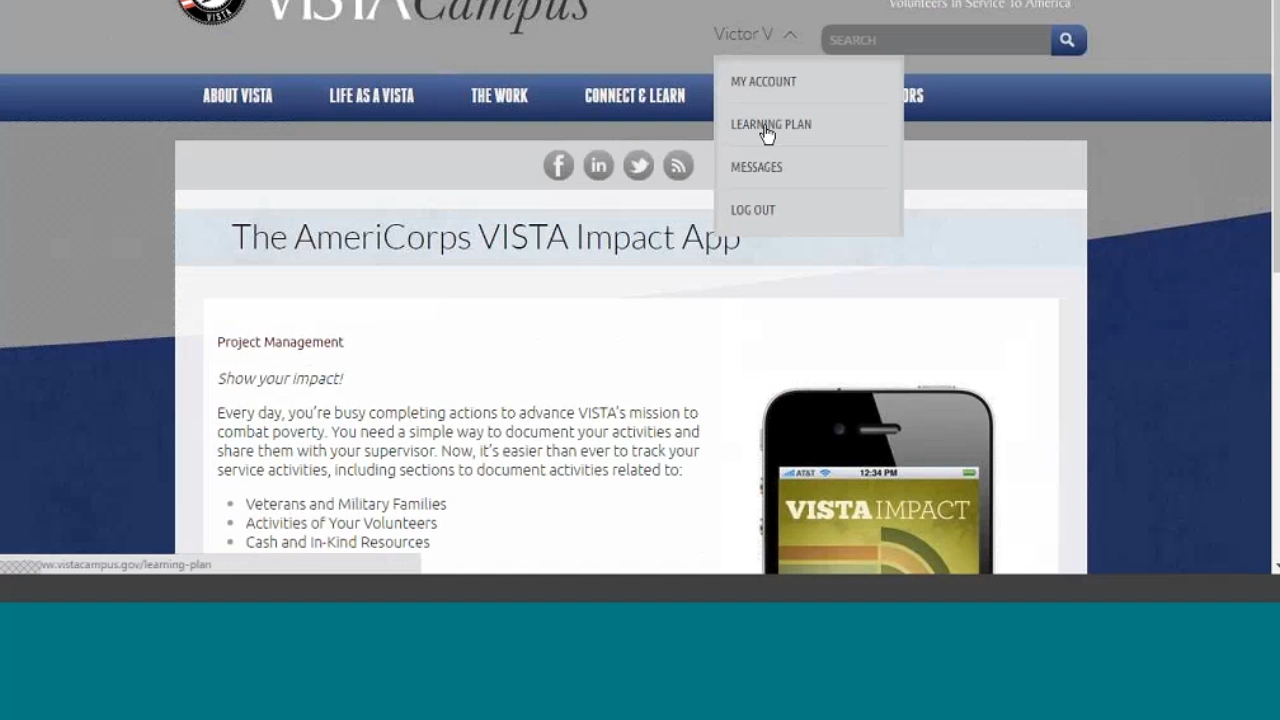 VISTA Campus
VISTA
Volunteers In Service To America
Victor V
SEARCH
MY ACCOUNT
LEARNING PLAN
MESSAGES
LOG OUT
ABOUT VISTA
LIFE AS A VISTA
THE WORK
CONNECT & LEARN
ORS
The AmeriCorps VISTA Impact App
Project Management
Show your impact!
Every day, you're busy completing actions to advance VISTA's mission to
combat poverty. You need a simple way to document your activities and
share them with your supervisor. Now, it's easier than ever to track your
service activities, including sections to document activities related to:
Veterans and Military Families
Activities of Your Volunteers
Cash and In-Kind Resources
AT&T
12:34 PM
VISTA IMPACT
vw.vistacampus.gov/learning-plan